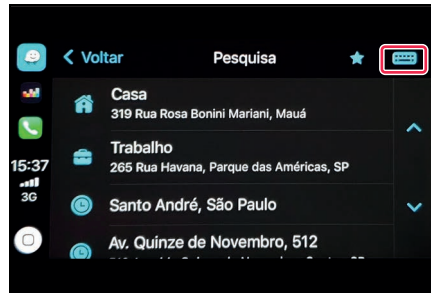 Voltar
Pesquisa
Casa
319 Rua Rosa Bonini Mariani, Mauá
Trabalho
265 Rua Havana, Parque das Américas, SP
15:37
3G
Santo André, São Paulo
Av. Quinze de Novembro, 512